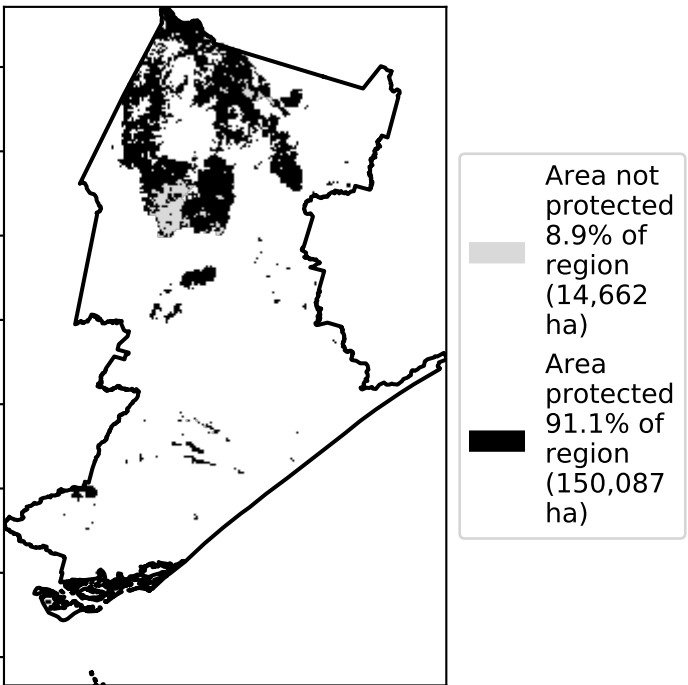 Area not
protected
8.9% of
region
(14,662
ha)
Area
protected
91.1% of
region
(150,087
ha)